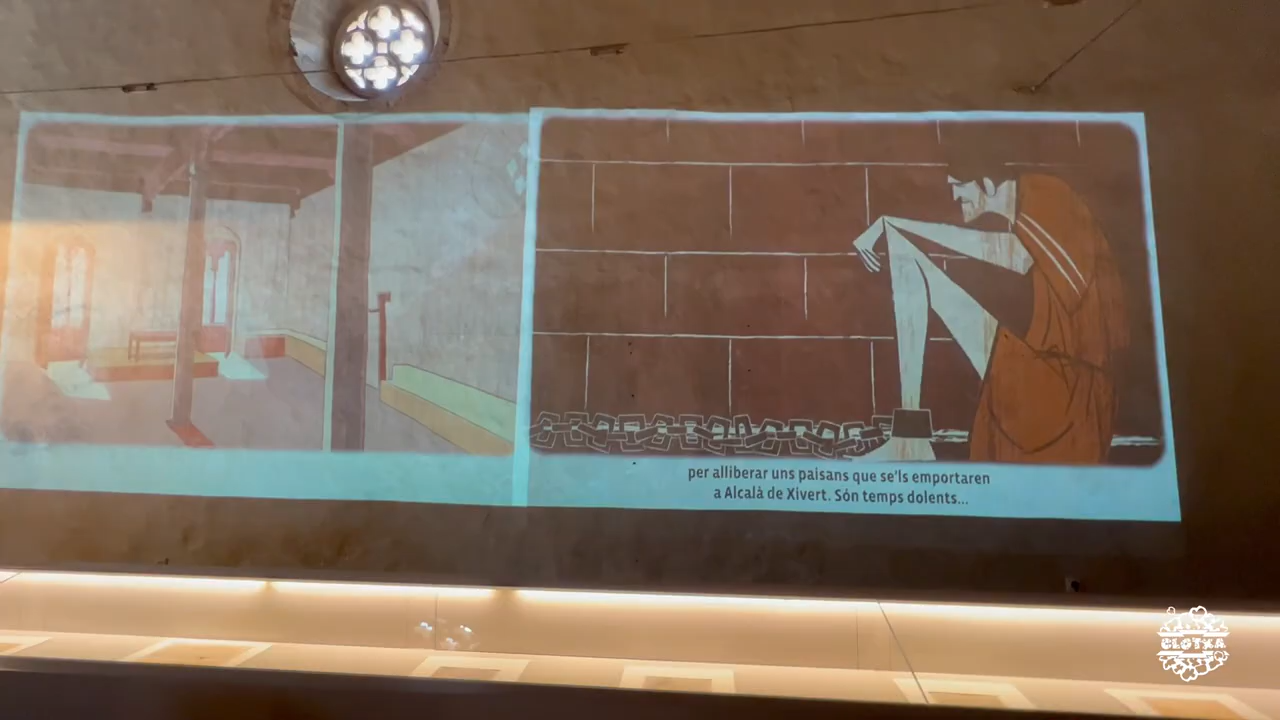 per alliberar uns paisans que se'ls emportaren
a Alcalà de Xivert. Són temps dolents...
CLOTXA